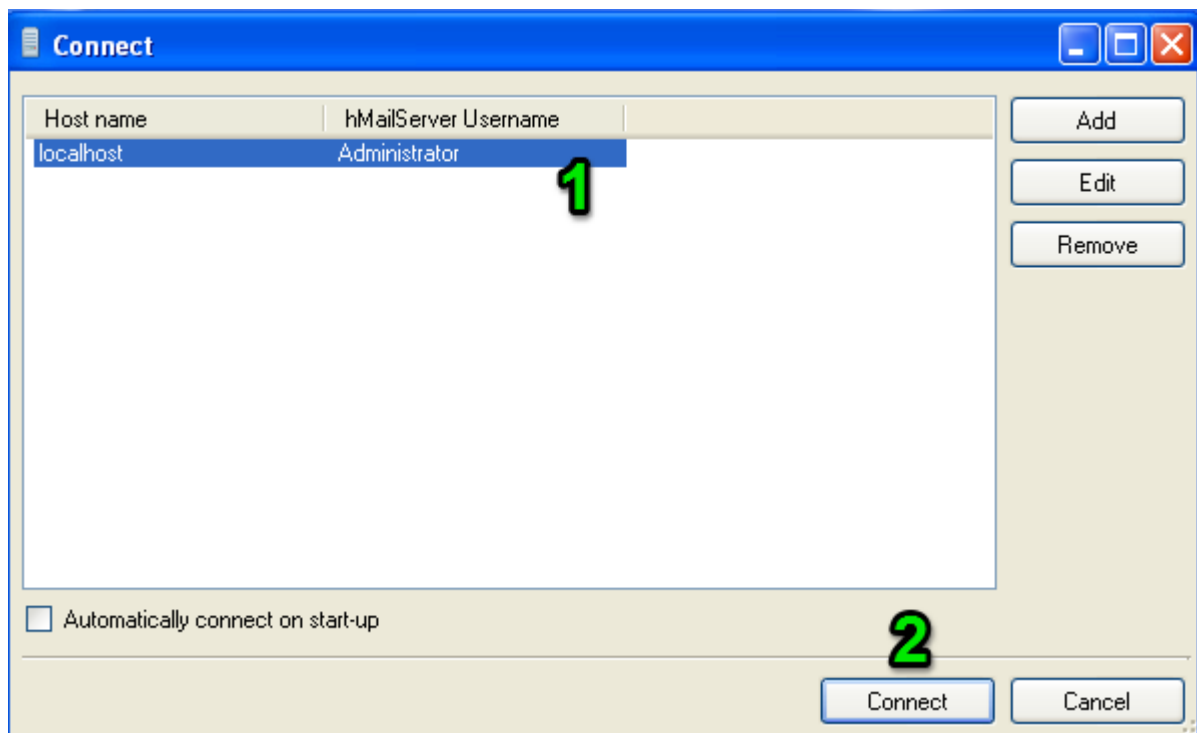 Connect
Host name hMailServer Username
localhost Administrator
1
Add
Edit
Remove
Automatically connect on start-up
2
Connect Cancel